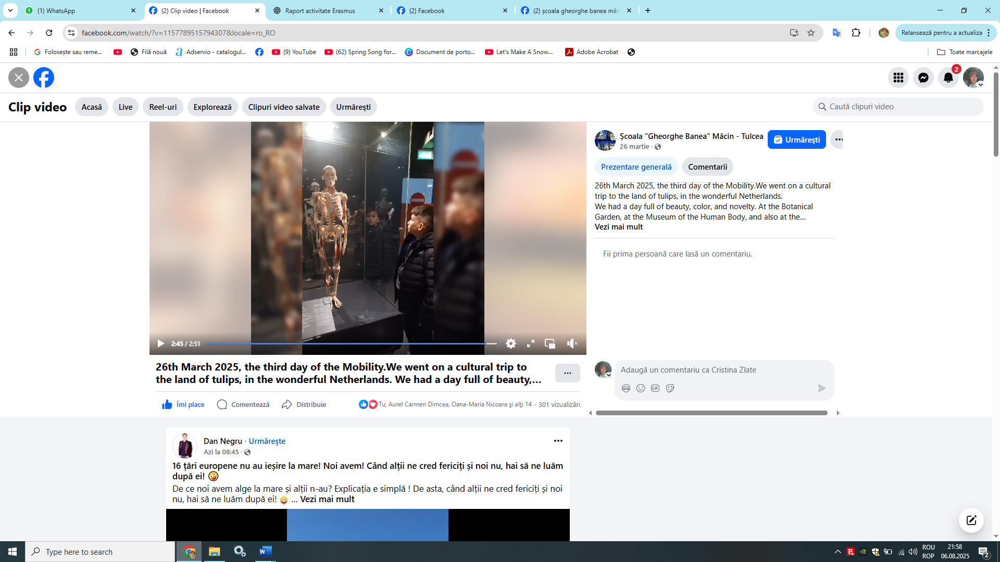 (1) WhatsApp
(2) Clip video | Facebook
Raport activitate Erasmus
(2) Facebook
(2) școala gheorghe banea măc
facebook.com/watch/?v=1157789515794307&locale=ro_RO
Relansează pentru a actualiza
Folosește sau reme...
Filă nouă
Adservio - catalogul...
(9) YouTube
(62) Spring Song for...
Document de porto...
Let's Make A Snow...
Adobe Acrobat
Toate marcajele
2
Clip video
Acasă
Live
Reel-uri
Explorează
Clipuri video salvate
Urmărești
Caută clipuri video
Școala ”Gheorghe Banea” Măcin - Tulcea
26 martie ·
Urmărești
Prezentare generală
Comentarii
26th March 2025, the third day of the Mobility.We went on a cultural
trip to the land of tulips, in the wonderful Netherlands.
We had a day full of beauty, color, and novelty. At the Botanical
Garden, at the Museum of the Human Body, and also at the...
Vezi mai mult
Fii prima persoană care lasă un comentariu.
2:45 / 2:51
26th March 2025, the third day of the Mobility.We went on a cultural trip to
the land of tulips, in the wonderful Netherlands. We had a day full of beauty,...
Îmi place
Comentează
Distribuie
Tu, Aurel Carmen Dimcea, Oana-Maria Nicoara și alți 14 · 301 vizualizări
Adaugă un comentariu ca Cristina Zlate
GIF
Dan Negru · Urmărește
Azi la 08:45 ·
16 țări europene nu au ieșire la mare! Noi avem! Când alții ne cred fericiți și noi nu, hai să ne luăm
după ei!
De ce noi avem alge la mare și alții n-au? Explicația e simplă ! De asta, când alții ne cred fericiți și noi
nu, hai să ne luăm după ei! ... Vezi mai mult
Type here to search
ROU
ROP
21:58
06.08.2025
2